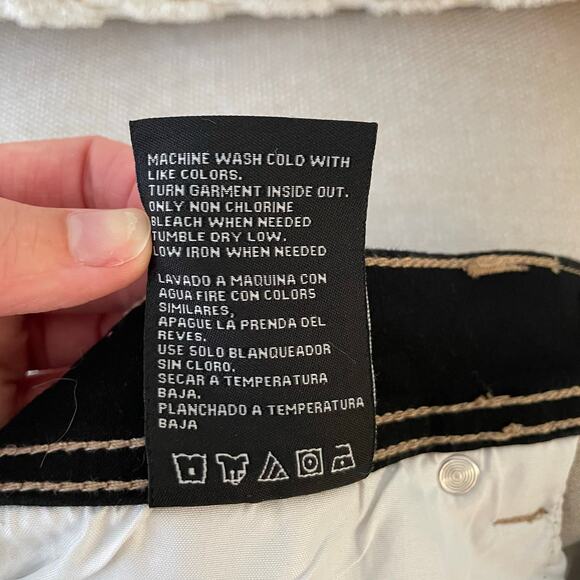 MACHINE WASH COLD WITH
LIKE COLORS.
TURN GARMENT INSIDE OUT.
ONLY NON CHLORINE
BLEACH WHEN NEEDED
TUMBLE DRY LOW.
LOW IRON WHEN NEEDED
LAVADO A MAQUINA CON
AGUA FIRE CON COLORS
SIMILARES,
APAGUE LA PRENDA DEL
REVES.
USE SOLO BLANQUEADOR
SIN CLORO.
SECAR A TEMPERATURA
BAJA.
PLANCHADO A TEMPERATURA
BAJA